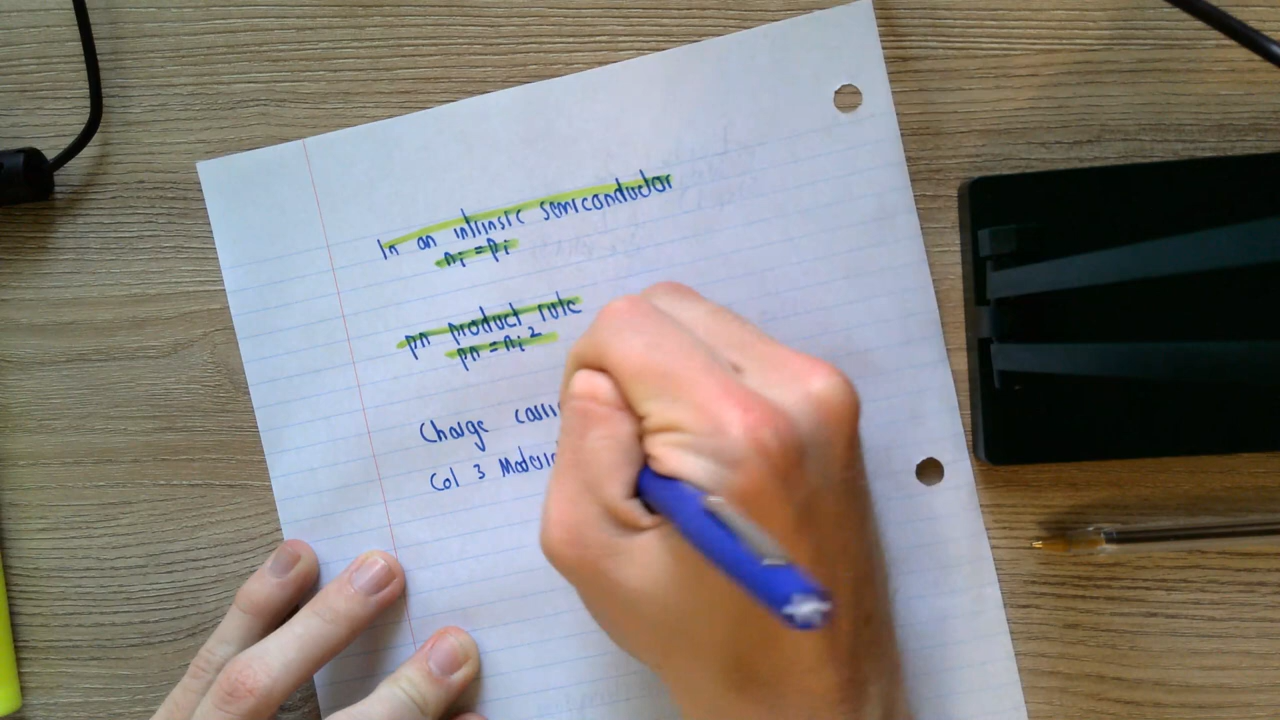 In an intrinsic semiconductor
nᵢ = pᵢ
pn product rule
pn = nᵢ²
Charge
Col 3